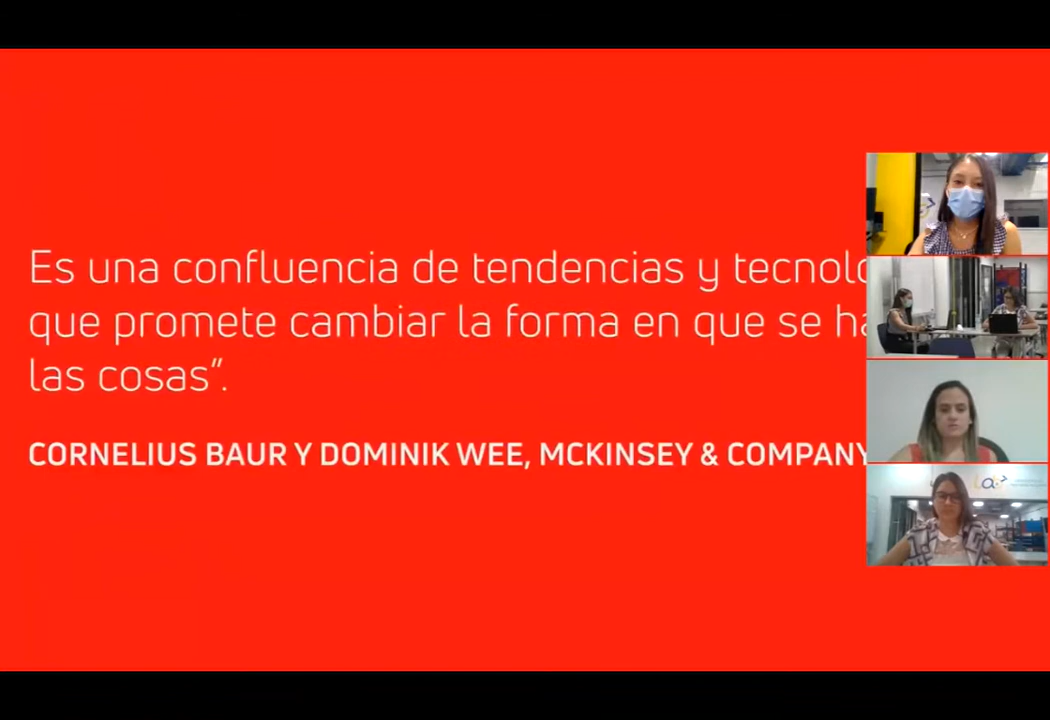 Es una confluencia de tendencias y tecnolo
que promete cambiar la forma en que se ha
las cosas”.
CORNELIUS BAUR Y DOMINIK WEE, MCKINSEY & COMPANY